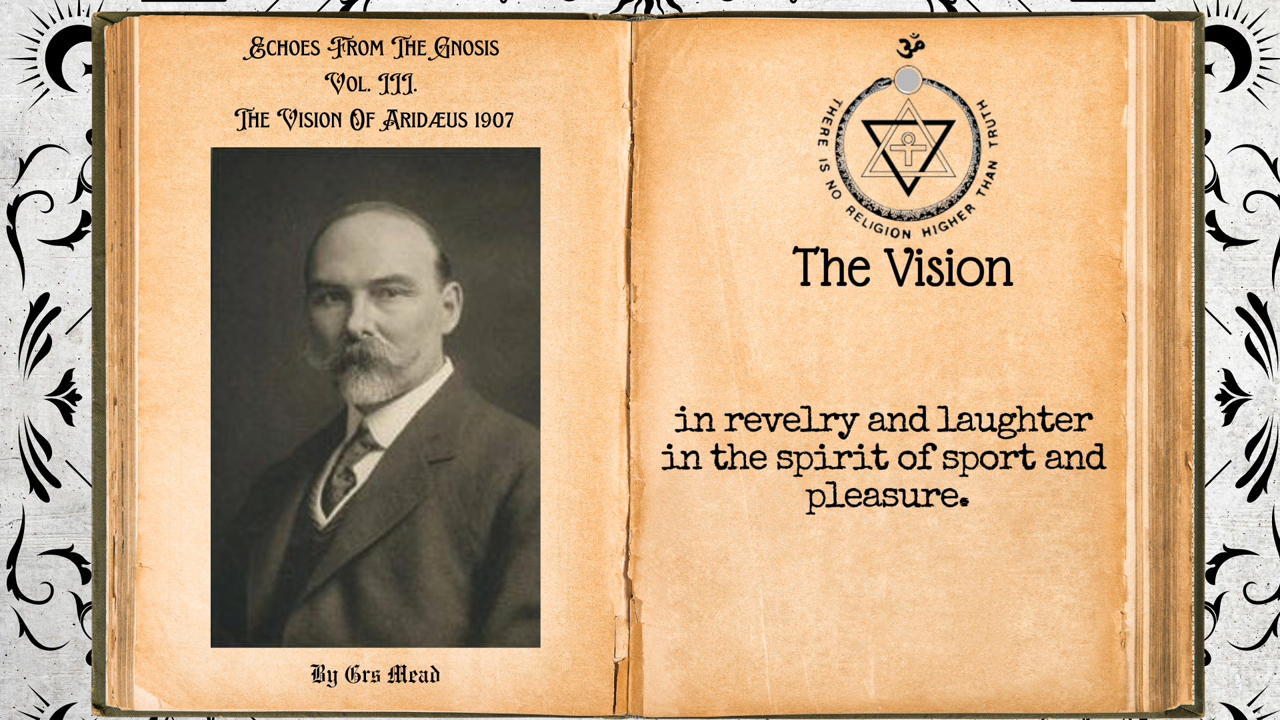 Echoes From The Gnosis
Vol. III.
The Vision Of Aridæus 1907
By Grs Mead
ॐ
THERE IS NO RELIGION HIGHER THAN TRUTH
The Vision
in revelry and laughter
in the spirit of sport and
pleasure.